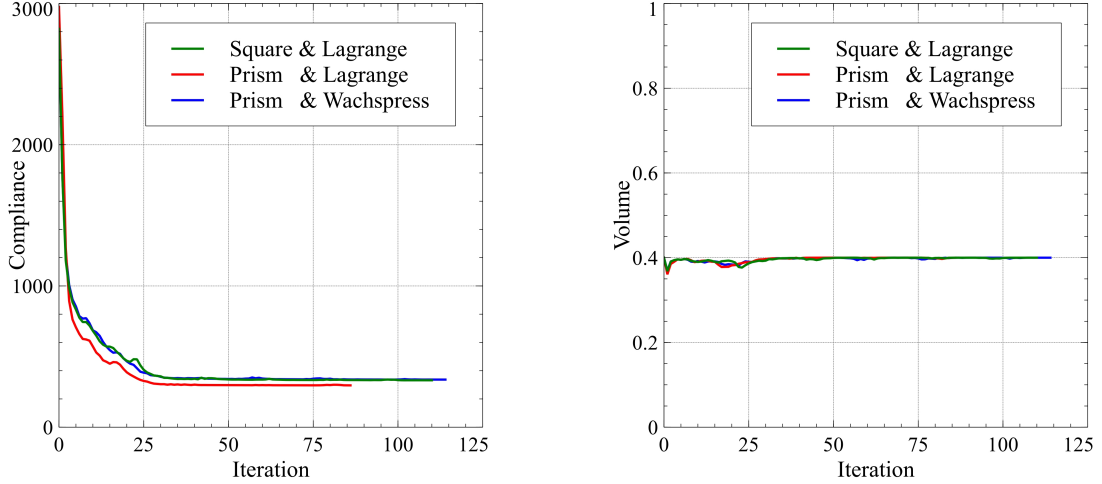 3000
2000
1000
0
Compliance
Square & Lagrange
Prism & Lagrange
Prism & Wachspress
0 25 50 75 100 125
Iteration
1
0.8
0.6
0.4
0.2
0
Volume
Square & Lagrange
Prism & Lagrange
Prism & Wachspress
0 25 50 75 100 125
Iteration